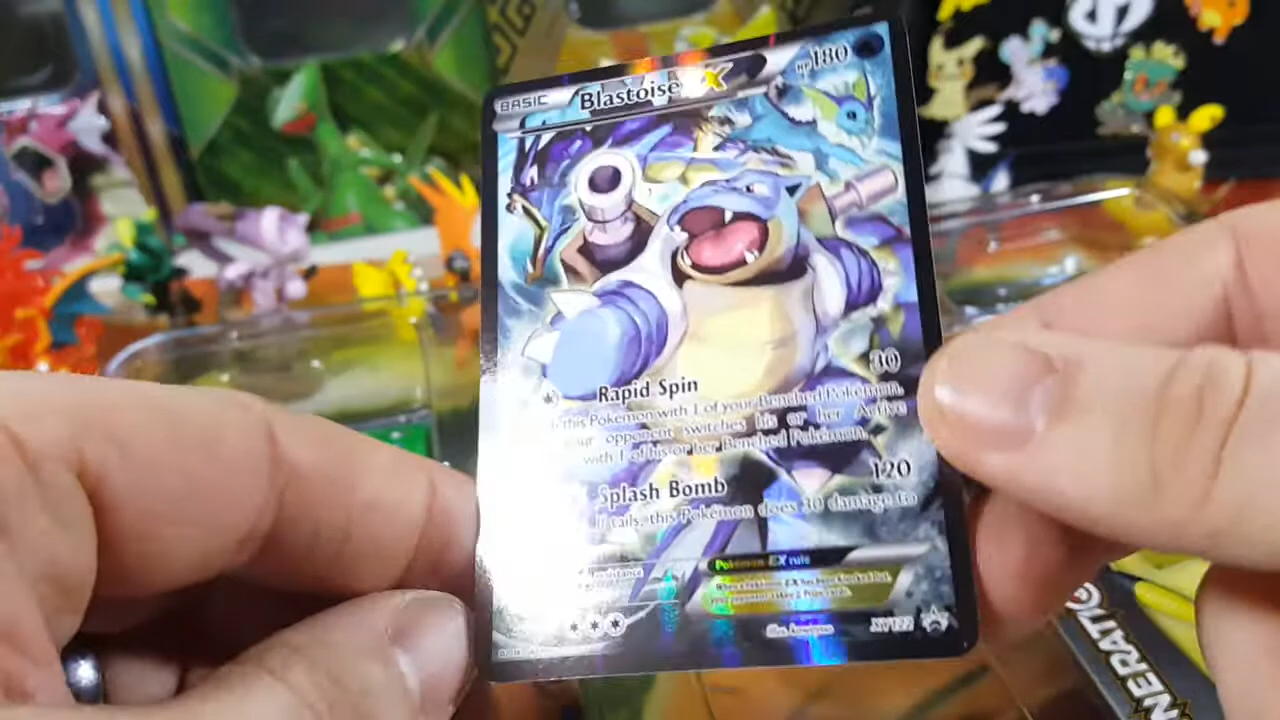 BASIC Blastoise EX HP180
Rapid Spin 30
this Pokémon with 1 of your Benched Pokémon.
our opponent switches his or her Active
with 1 of his or her Benched Pokémon.
Splash Bomb 120
If tails, this Pokémon does 30 damage to
Pokémon EX rule
XY122
NERATIO